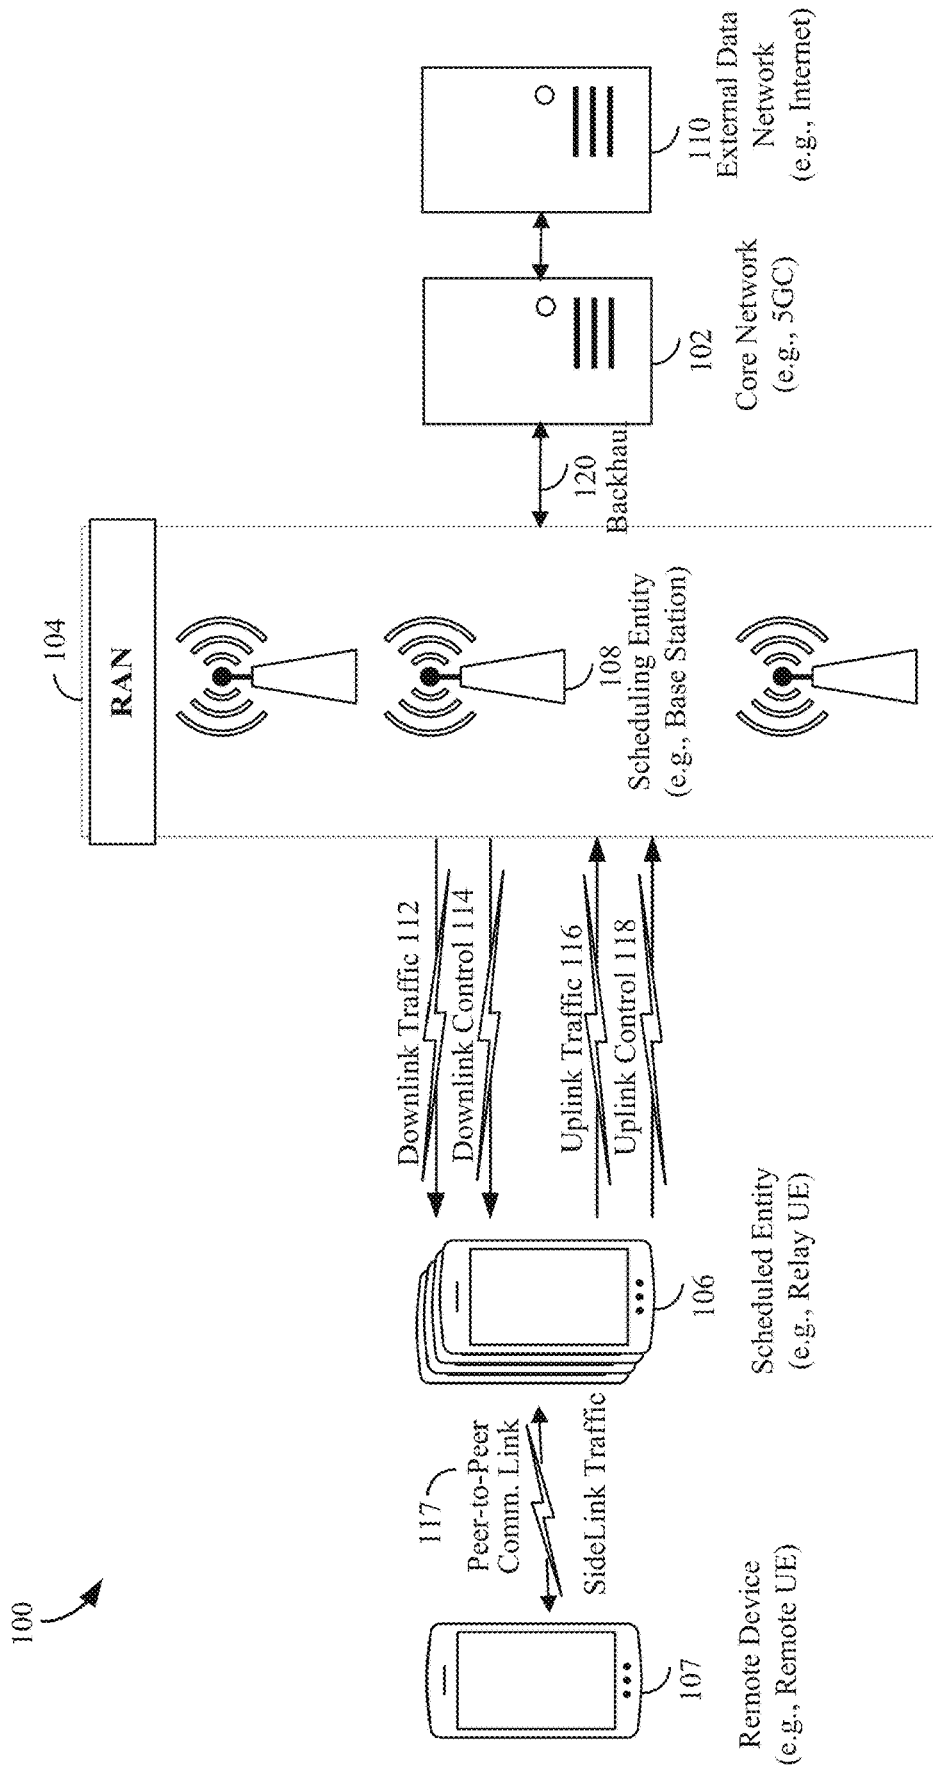 100
104
RAN
117
Peer-to-Peer
Comm. Link
SideLink Traffic
Downlink Traffic 112
Downlink Control 114
Uplink Traffic 116
Uplink Control 118
108
Scheduling Entity
(e.g., Base Station)
120
Backhaul
107
Remote Device
(e.g., Remote UE)
106
Scheduled Entity
(e.g., Relay UE)
102
Core Network
(e.g., 5GC)
110
External Data
Network
(e.g., Internet)